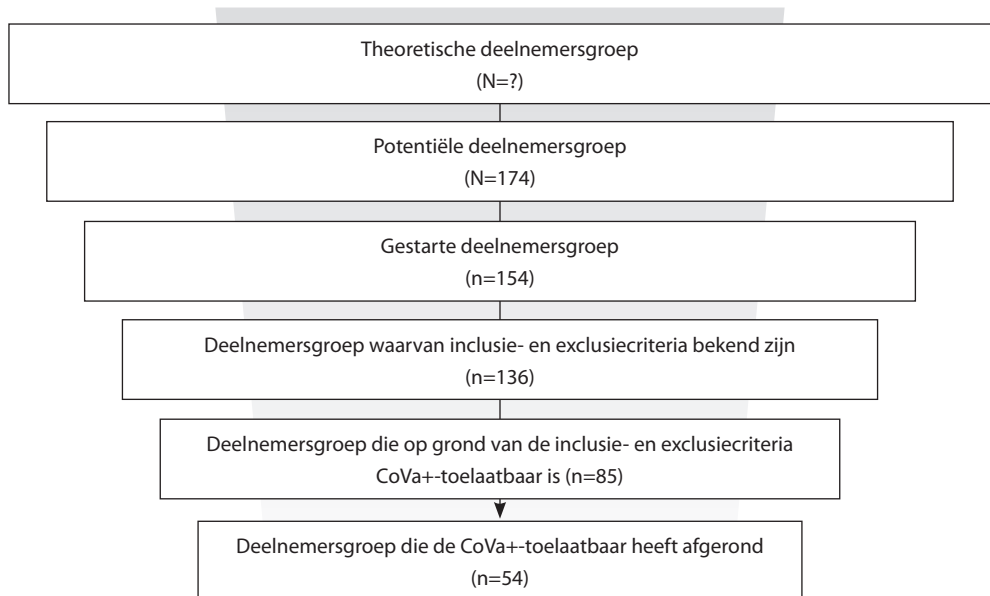 Theoretische deelnemersgroep
(N=?)
Potentiële deelnemersgroep
(N=174)
Gestarte deelnemersgroep
(n=154)
Deelnemersgroep waarvan inclusie- en exclusiecriteria bekend zijn
(n=136)
Deelnemersgroep die op grond van de inclusie- en exclusiecriteria
CoVa+-toelaatbaar is (n=85)
Deelnemersgroep die de CoVa+-toelaatbaar heeft afgerond
(n=54)